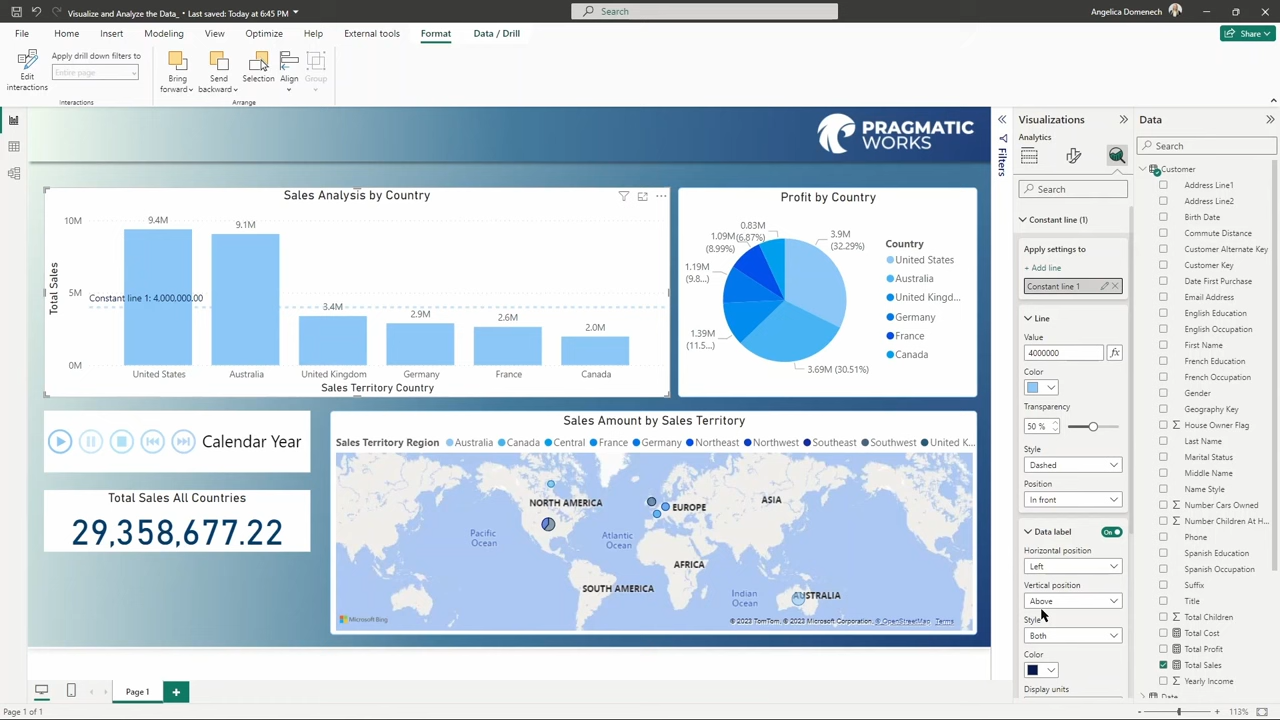 Visualize and Analyze the Data_ • Last saved: Today at 6:45 PM
Search
Angelica Domenech
File Home Insert Modeling View Optimize Help External tools Format Data / Drill
Share
Edit interactions
Apply drill down filters to
Entire page
Bring forward
Send backward
Selection
Align
Group
Interactions
Arrange
PRAGMATIC
WORKS
Sales Analysis by Country
Total Sales
10M
5M
0M
9.4M
9.1M
3.4M
2.9M
2.6M
2.0M
Constant line 1: 4,000,000.00
United States Australia United Kingdom Germany France Canada
Sales Territory Country
Profit by Country
0.83M
(6.87%)
1.09M
(8.99%)
1.19M
(9.8...)
1.39M
(11.5...)
3.9M
(32.29%)
3.69M (30.51%)
Country
United States
Australia
United Kingd...
Germany
France
Canada
Calendar Year
Total Sales All Countries
29,358,677.22
Sales Amount by Sales Territory
Sales Territory Region Australia Canada Central France Germany Northeast Northwest Southeast Southwest United K...
NORTH AMERICA
EUROPE
ASIA
Pacific
Ocean
Atlantic
Ocean
AFRICA
SOUTH AMERICA
Indian
Ocean
AUSTRALIA
Microsoft Bing
© 2023 TomTom, © 2023 Microsoft Corporation, © OpenStreetMap Terms
Filters
Visualizations
Analytics
Search
Constant line (1)
Apply settings to
+ Add line
Constant line 1
Line
Value
4000000
fx
Color
Transparency
50 %
Style
Dashed
Position
In front
Data label
On
Horizontal position
Left
Vertical position
Above
Style
Both
Color
Display units
Data
Search
Customer
Address Line1
Address Line2
Birth Date
Commute Distance
Customer Alternate Key
Customer Key
Date First Purchase
Email Address
English Education
English Occupation
First Name
French Education
French Occupation
Gender
Geography Key
House Owner Flag
Last Name
Marital Status
Middle Name
Name Style
Number Cars Owned
Number Children At H...
Phone
Spanish Education
Spanish Occupation
Suffix
Title
Total Children
Total Cost
Total Profit
Total Sales
Yearly Income
Date
Page 1
Page 1 of 1
113%